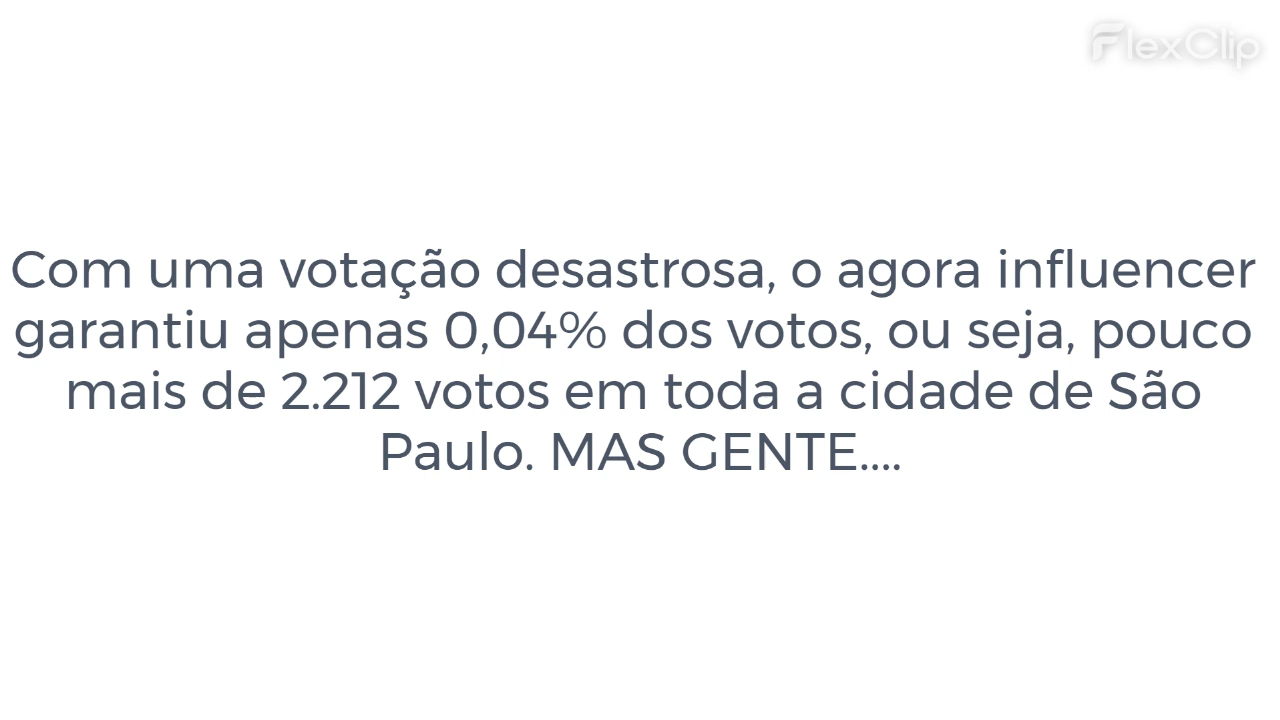 FlexClip
Com uma votação desastrosa, o agora influencer
garantiu apenas 0,04% dos votos, ou seja, pouco
mais de 2.212 votos em toda a cidade de São
Paulo. MAS GENTE....